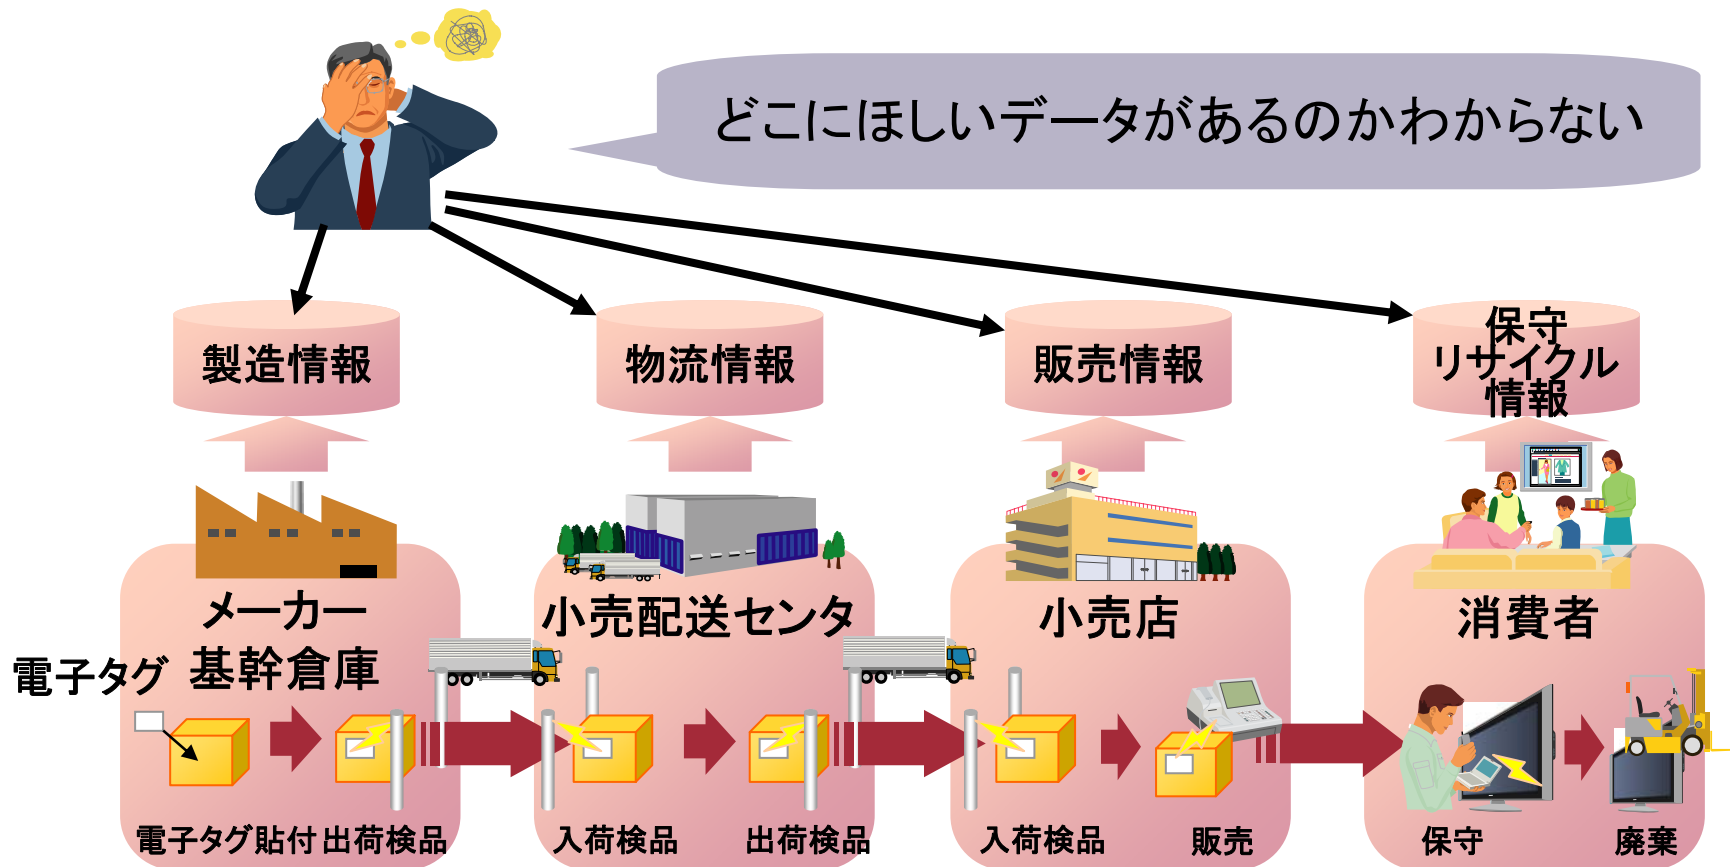 どこにほしいデータがあるのかわからない
製造情報
物流情報
販売情報
保守
リサイクル
情報
メーカー
基幹倉庫
小売配送センタ
小売店
消費者
電子タグ
電子タグ貼付
出荷検品
入荷検品
出荷検品
入荷検品
販売
保守
廃棄